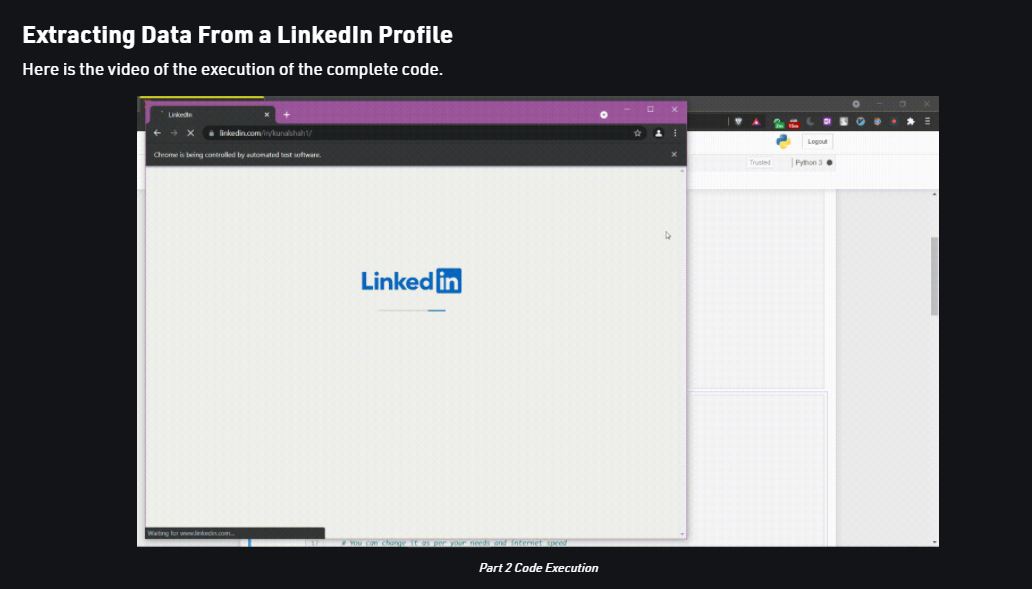 Extracting Data From a LinkedIn Profile
Here is the video of the execution of the complete code.
LinkedIn
linkedin.com/in/kunalshah1/
Logout
Chrome is being controlled by automated test software.
Trusted
Python 3
Linkedin
Waiting for www.linkedin.com...
17
# You can change it as per your needs and internet speed
Part 2 Code Execution